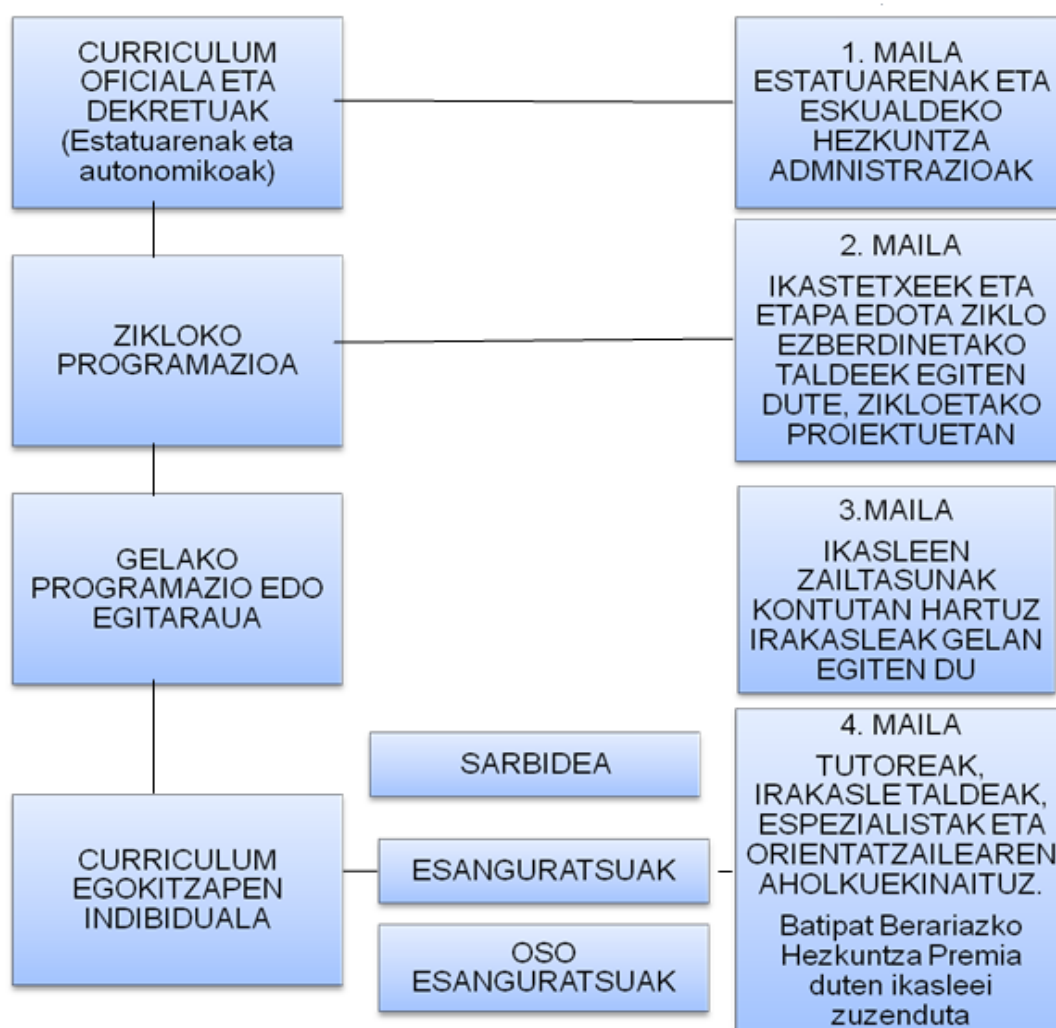 CURRICULUM
OFICIALA ETA
DEKRETUAK
(Estatuarenak eta
autonomikoak)
1. MAILA
ESTATUARENAK ETA
ESKUALDEKO
HEZKUNTZA
ADMNISTRAZIOAK
ZIKLOKO
PROGRAMAZIOA
2. MAILA
IKASTETXEEK ETA
ETAPA EDOTA ZIKLO
EZBERDINETAKO
TALDEEK EGITEN
DUTE, ZIKLOETAKO
PROIEKTUETAN
GELAKO
PROGRAMAZIO EDO
EGITARAUA
3.MAILA
IKASLEEN
ZAILTASUNAK
KONTUTAN HARTUZ
IRAKASLEAK GELAN
EGITEN DU
CURRICULUM
EGOKITZAPEN
INDIBIDUALA
SARBIDEA
ESANGURATSUAK
OSO
ESANGURATSUAK
4. MAILA
TUTOREAK,
IRAKASLE TALDEAK,
ESPEZIALISTAK ETA
ORIENTATZAILEAREN
AHOLKUEKINAITUZ.
Batipat Berariazko
Hezkuntza Premia
duten ikasleei
zuzenduta